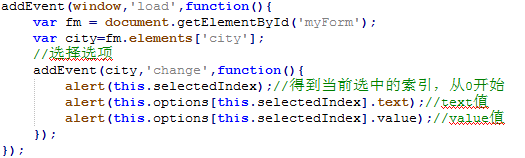 addEvent(window,'load',function(){
    var fm = document.getElementById('myForm');
    var city=fm.elements['city'];
    //选择选项
    addEvent(city,'change',function(){
        alert(this.selectedIndex);//得到当前选中的索引，从0开始
        alert(this.options[this.selectedIndex].text);//text值
        alert(this.options[this.selectedIndex].value);//value值
    });
});